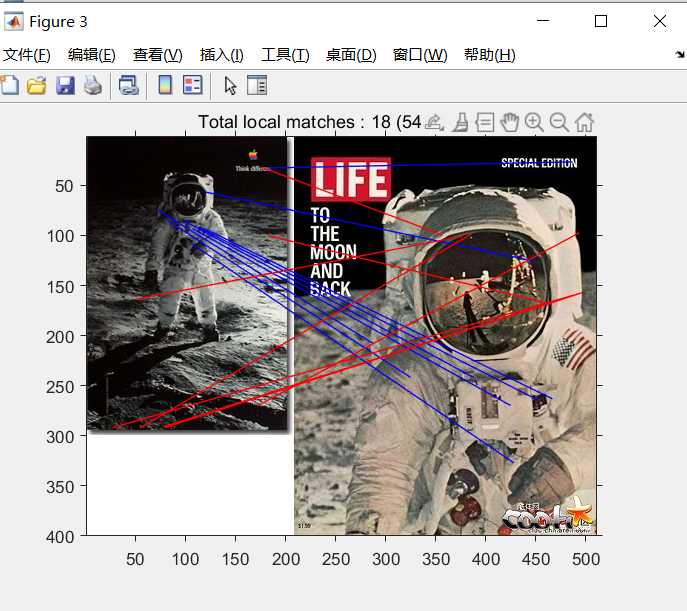 Figure 3
文件(F) 编辑(E) 查看(V) 插入(I) 工具(T) 桌面(D) 窗口(W) 帮助(H)
Total local matches : 18 (54
Think different
LIFE
SPECIAL EDITION
TO
THE
MOON
AND
BACK
50
100
150
200
250
300
350
400
50 100 150 200 250 300 350 400 450 500
E. ALDRIN
$1.50